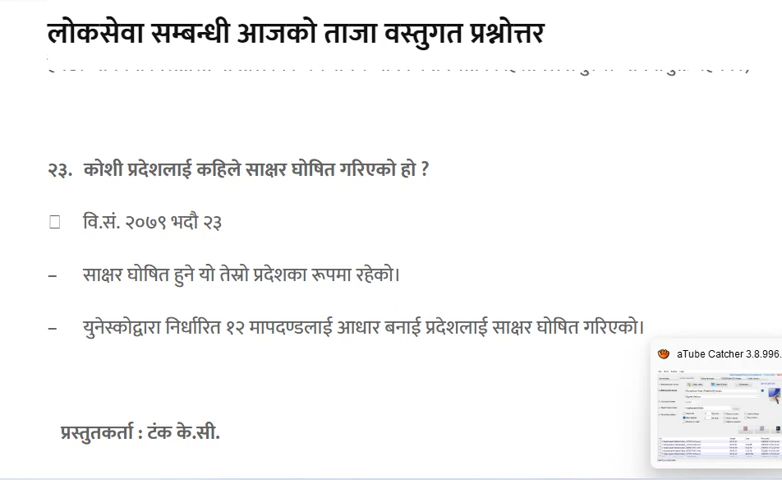 लोकसेवा सम्बन्धी आजको ताजा वस्तुगत प्रश्नोत्तर
२३. कोशी प्रदेशलाई कहिले साक्षर घोषित गरिएको हो ?
वि.सं. २०७९ भदौ २३
– साक्षर घोषित हुने यो तेस्रो प्रदेशका रूपमा रहेको।
– युनेस्कोद्वारा निर्धारित १२ मापदण्डलाई आधार बनाई प्रदेशलाई साक्षर घोषित गरिएको।
aTube Catcher 3.8.996.
प्रस्तुतकर्ता : टंक के.सी.